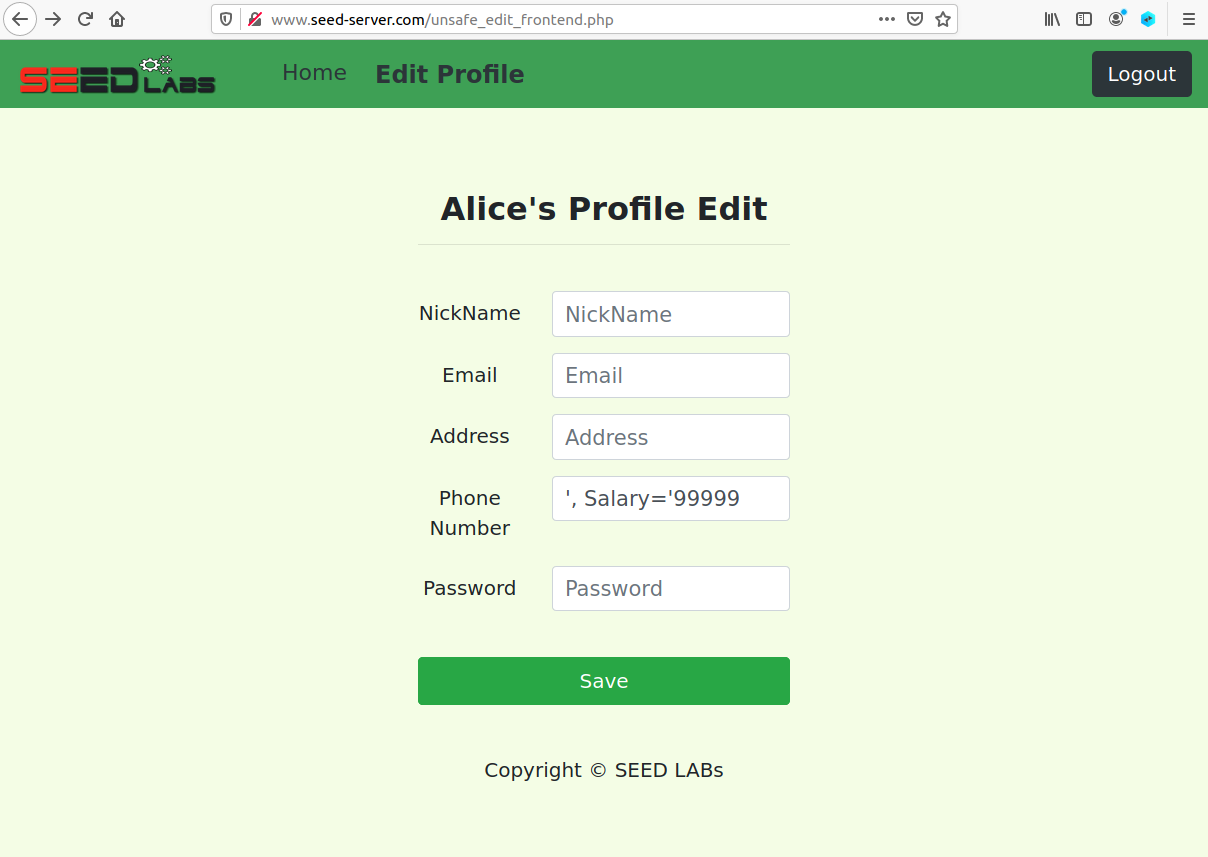 www.seed-server.com/unsafe_edit_frontend.php
SEED LABS Home Edit Profile Logout
Alice's Profile Edit
NickName NickName
Email Email
Address Address
Phone Number ', Salary='99999
Password Password
Save
Copyright © SEED LABs